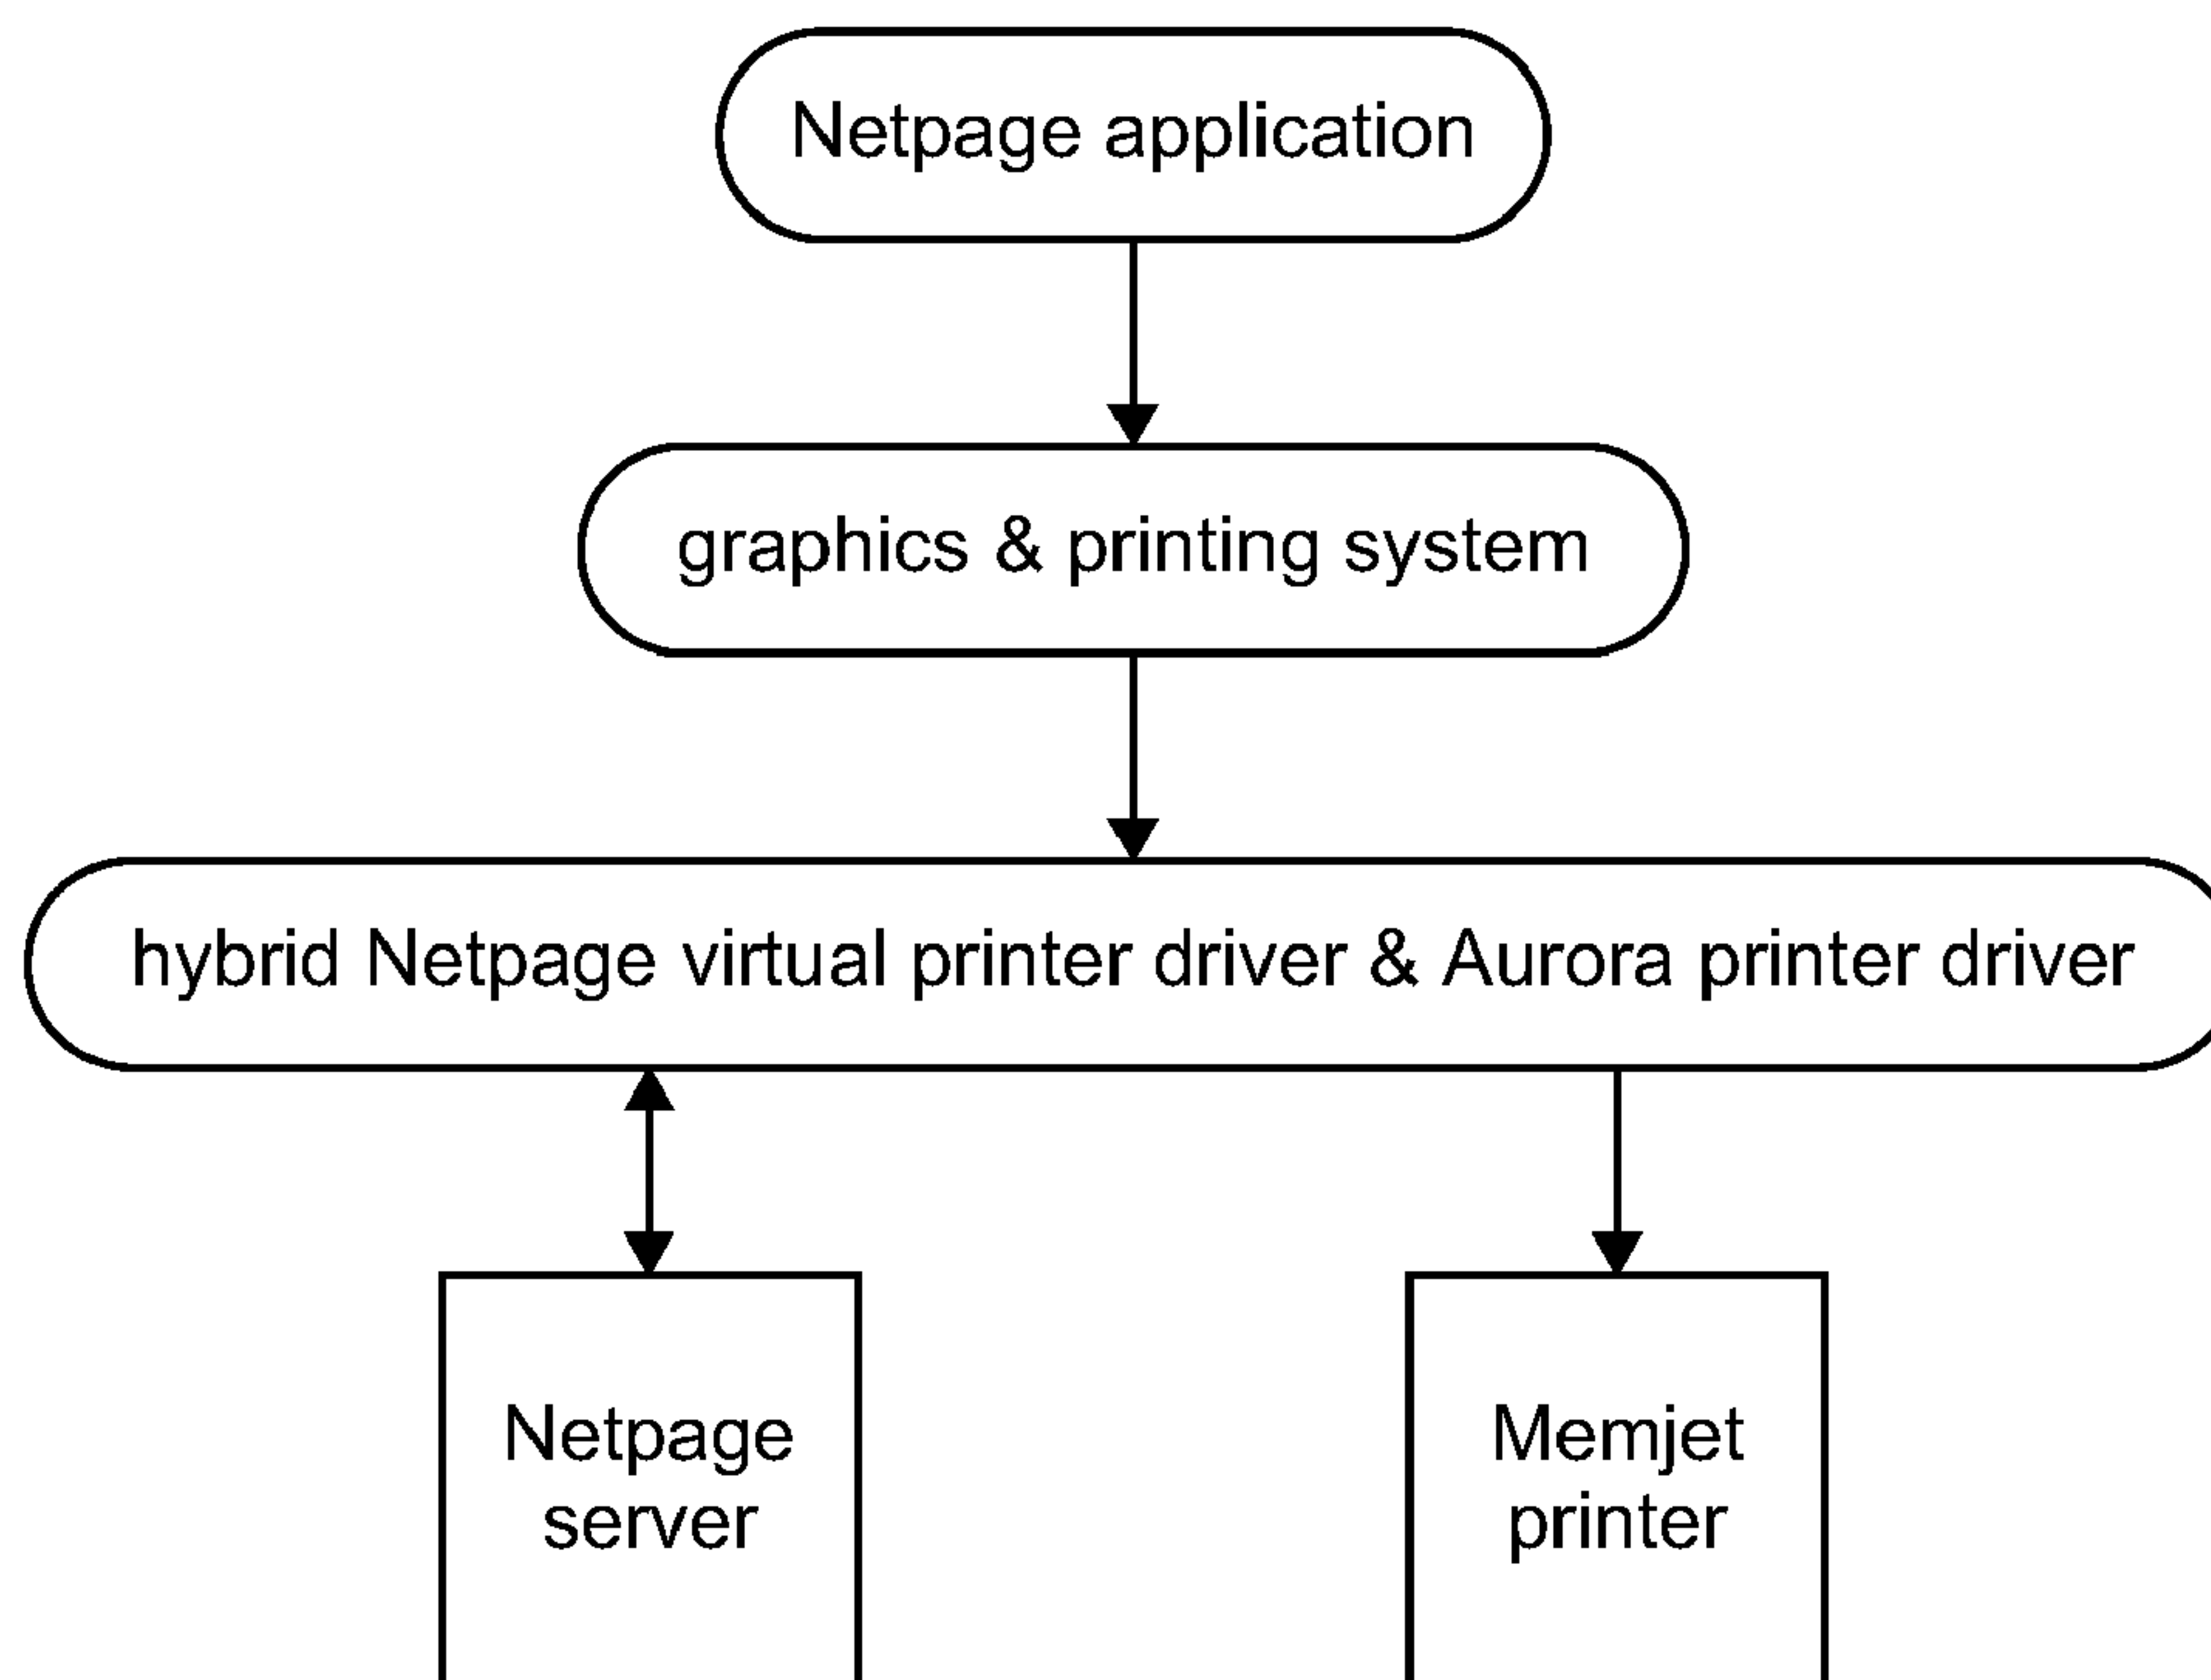 Netpage application
graphics & printing system
hybrid Netpage virtual printer driver & Aurora printer driver
Netpage
server
Memjet
printer